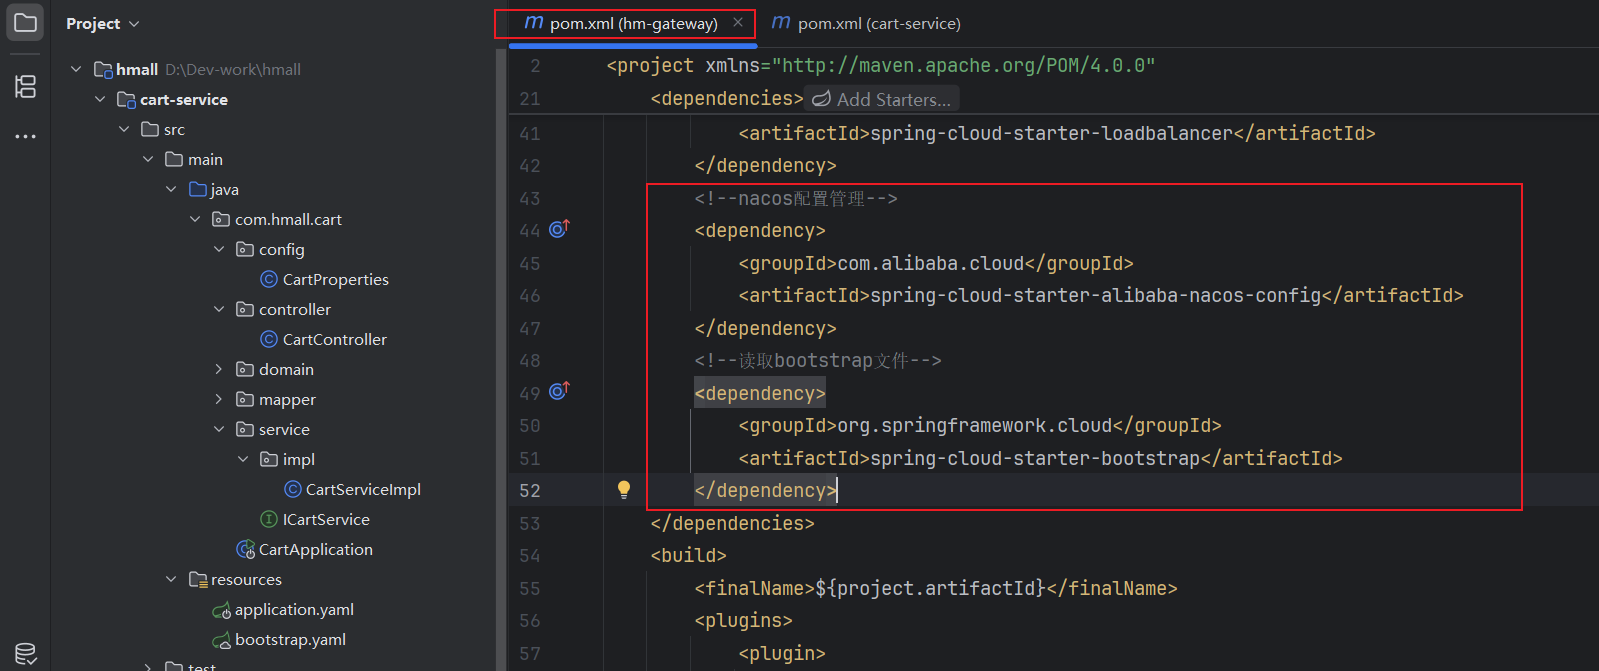 Project
pom.xml (hm-gateway)
pom.xml (cart-service)
hmall D:\Dev-work\hmall
cart-service
src
main
java
com.hmall.cart
config
CartProperties
controller
CartController
domain
mapper
service
impl
CartServiceImpl
ICartService
CartApplication
resources
application.yaml
bootstrap.yaml
test
2 <project xmlns="http://maven.apache.org/POM/4.0.0"
21 <dependencies> Add Starters...
41 <artifactId>spring-cloud-starter-loadbalancer</artifactId>
42 </dependency>
43 <!--nacos配置管理-->
44 <dependency>
45 <groupId>com.alibaba.cloud</groupId>
46 <artifactId>spring-cloud-starter-alibaba-nacos-config</artifactId>
47 </dependency>
48 <!--读取bootstrap文件-->
49 <dependency>
50 <groupId>org.springframework.cloud</groupId>
51 <artifactId>spring-cloud-starter-bootstrap</artifactId>
52 </dependency>
53 </dependencies>
54 <build>
55 <finalName>${project.artifactId}</finalName>
56 <plugins>
57 <plugin>